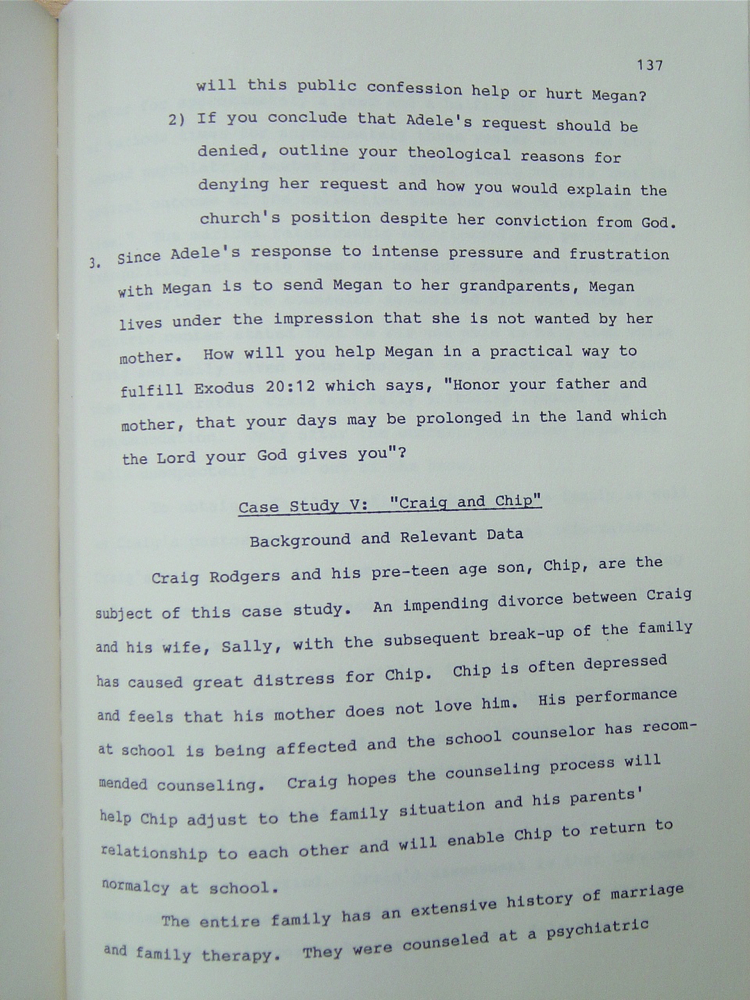 137
will this public confession help or hurt Megan?
2) If you conclude that Adele's request should be
denied, outline your theological reasons for
denying her request and how you would explain the
church's position despite her conviction from God.
3. Since Adele's response to intense pressure and frustration
with Megan is to send Megan to her grandparents, Megan
lives under the impression that she is not wanted by her
mother. How will you help Megan in a practical way to
fulfill Exodus 20:12 which says, "Honor your father and
mother, that your days may be prolonged in the land which
the Lord your God gives you"?
Case Study V: "Craig and Chip"
Background and Relevant Data
Craig Rodgers and his pre-teen age son, Chip, are the
subject of this case study. An impending divorce between Craig
and his wife, Sally, with the subsequent break-up of the family
has caused great distress for Chip. Chip is often depressed
and feels that his mother does not love him. His performance
at school is being affected and the school counselor has recom-
mended counseling. Craig hopes the counseling process will
help Chip adjust to the family situation and his parents'
relationship to each other and will enable Chip to return to
normalcy at school.
The entire family has an extensive history of marriage
and family therapy. They were counseled at a psychiatric